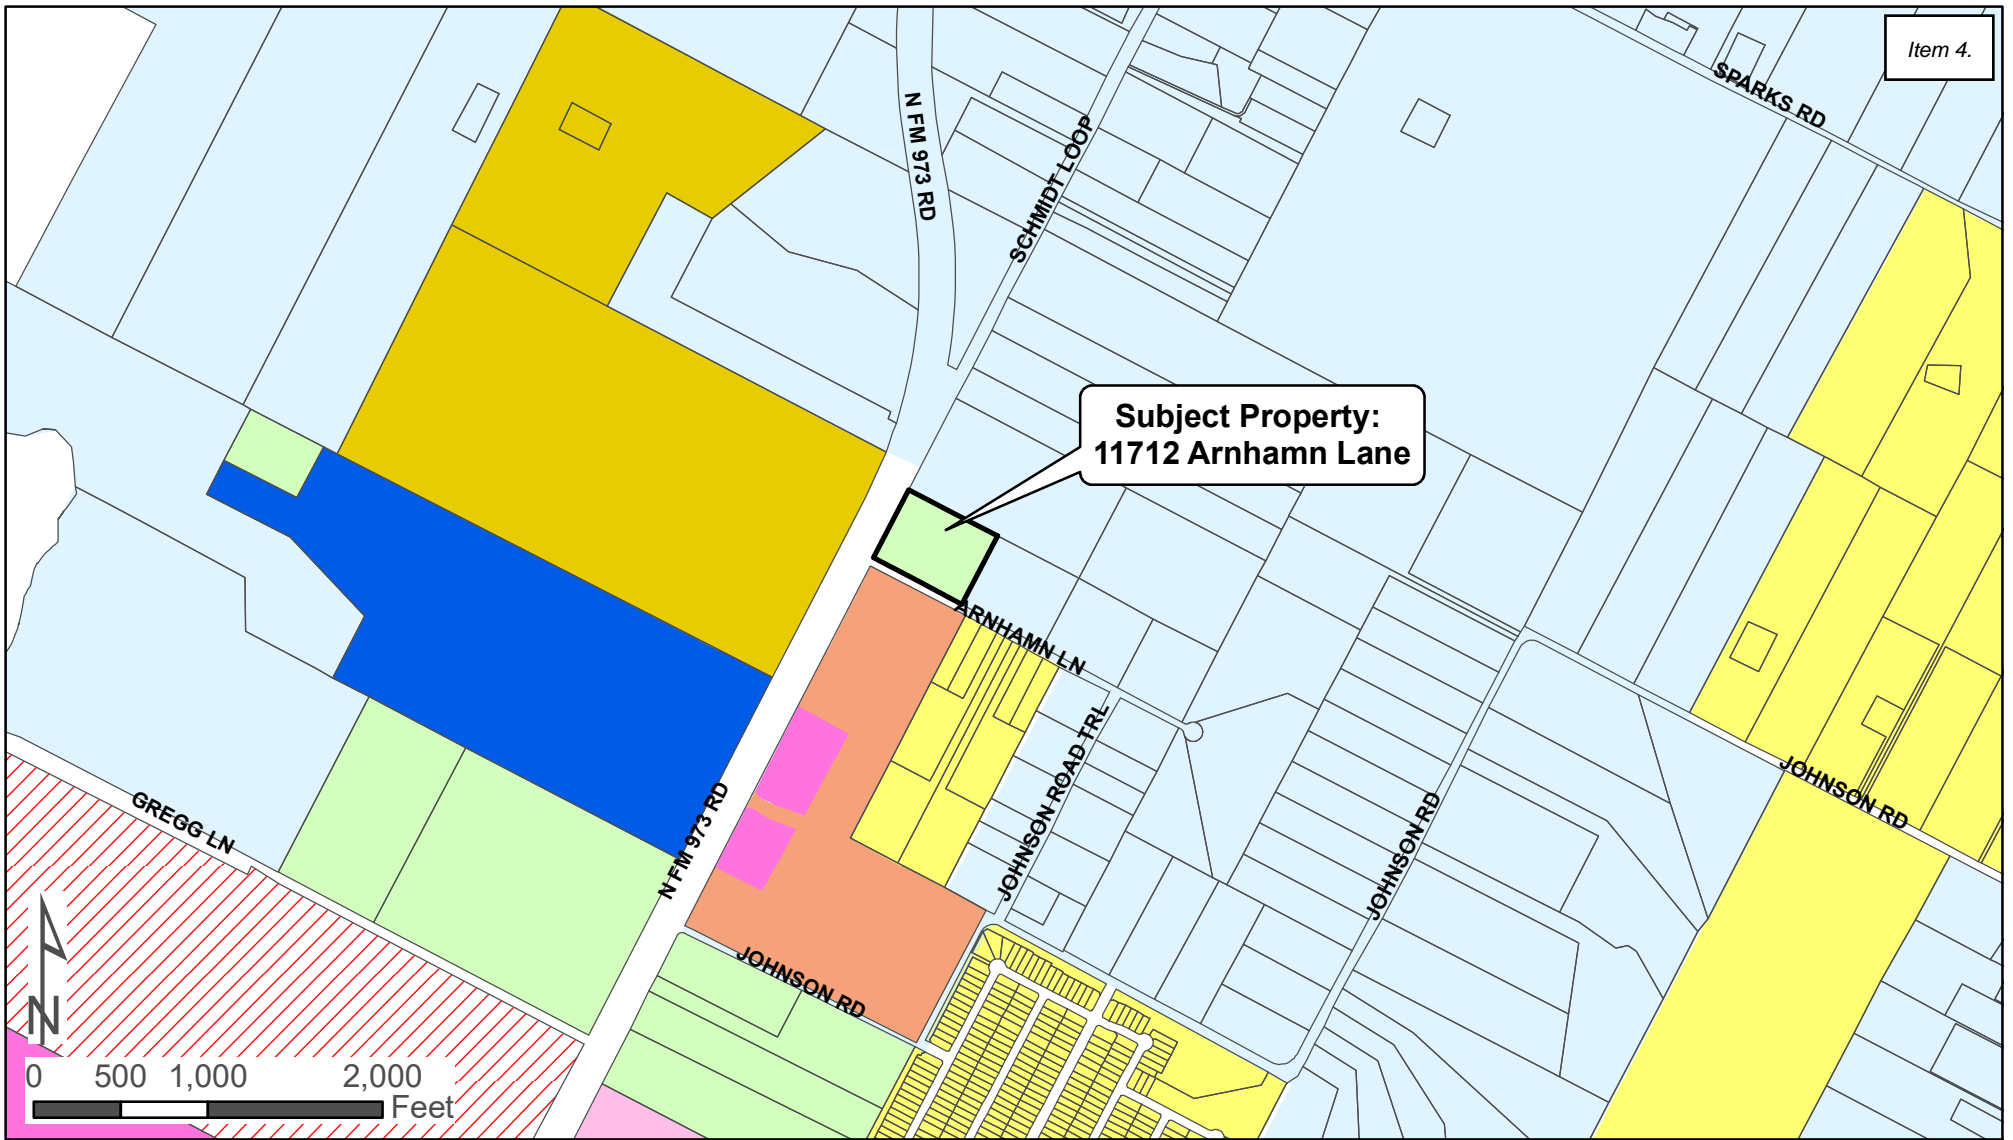 Item 4.
SPARKS RD
N FM 973 RD
SCHMIDT LOOP
Subject Property:
11712 Arnhamn Lane
ARNHAMN LN
JOHNSON ROAD TRL
JOHNSON RD
JOHNSON RD
N FM 973 RD
GREGG LN
JOHNSON RD
N
0 500 1,000 2,000
Feet